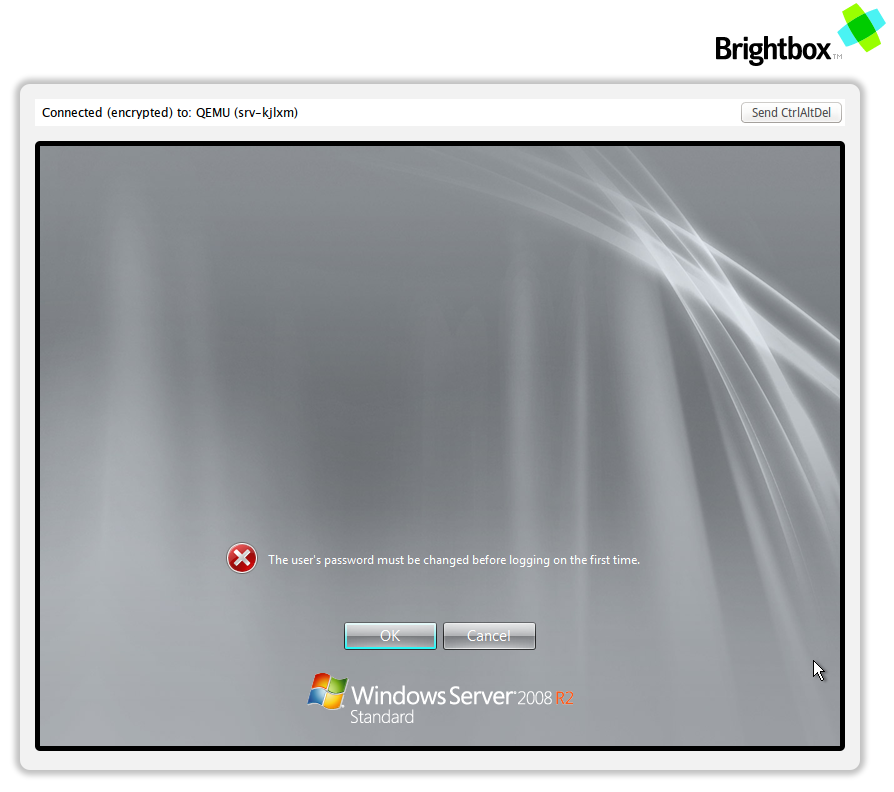 Brightbox™
Connected (encrypted) to: QEMU (srv-kjlxm)
Send CtrlAltDel
The user's password must be changed before logging on the first time.
OK
Cancel
Windows Server® 2008 R2
Standard